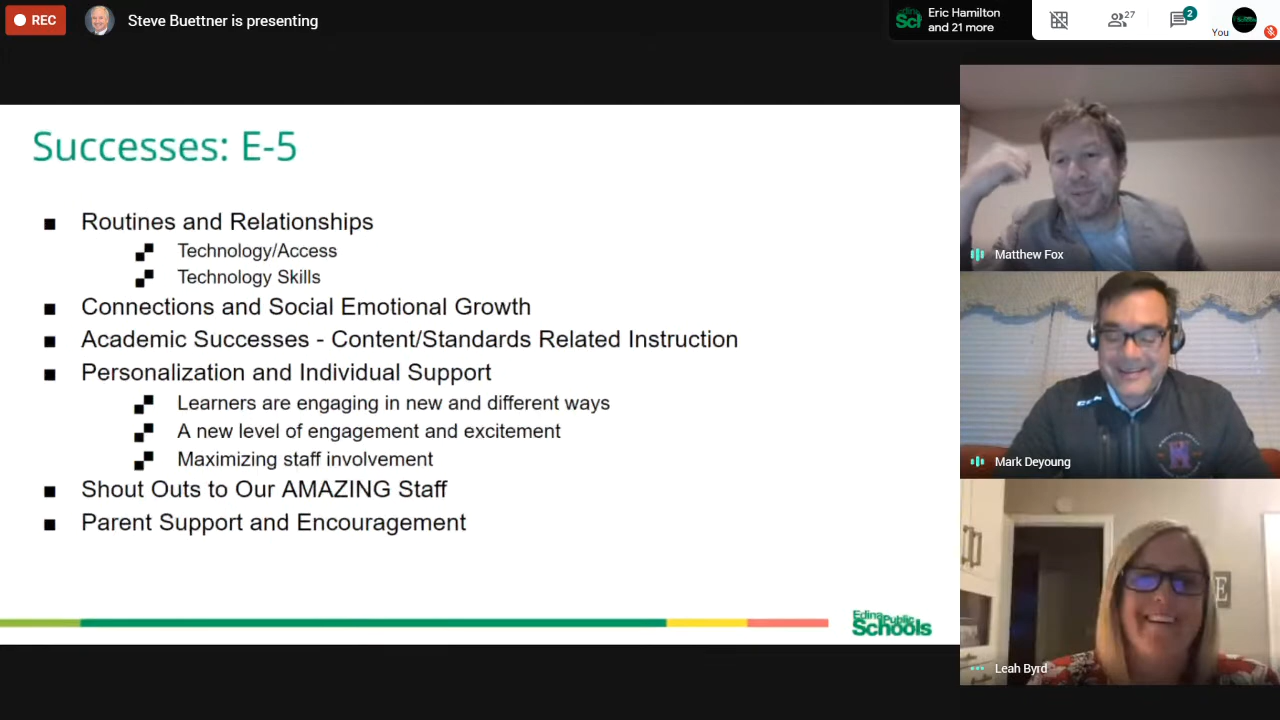 REC
Steve Buettner is presenting
Eric Hamilton
and 21 more
27
2
You
Successes: E-5
Routines and Relationships
Technology/Access
Technology Skills
Connections and Social Emotional Growth
Academic Successes - Content/Standards Related Instruction
Personalization and Individual Support
Learners are engaging in new and different ways
A new level of engagement and excitement
Maximizing staff involvement
Shout Outs to Our AMAZING Staff
Parent Support and Encouragement
Edina Public
Schools
Matthew Fox
CCM
Mark Deyoung
E
Leah Byrd